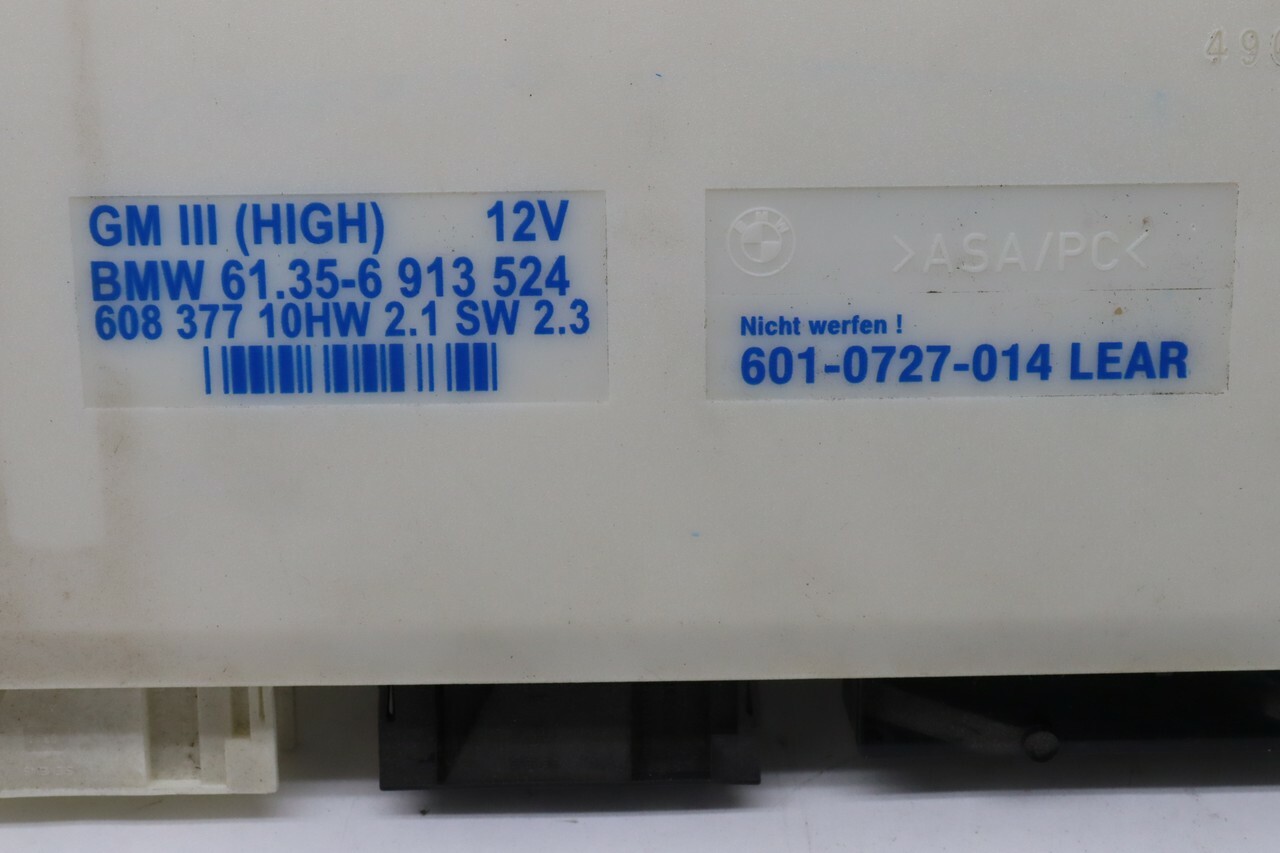 GM III (HIGH) 12V
BMW 61.35-6 913 524
608 377 10HW 2.1 SW 2.3
>ASA/PC<
Nicht werfen !
601-0727-014 LEAR